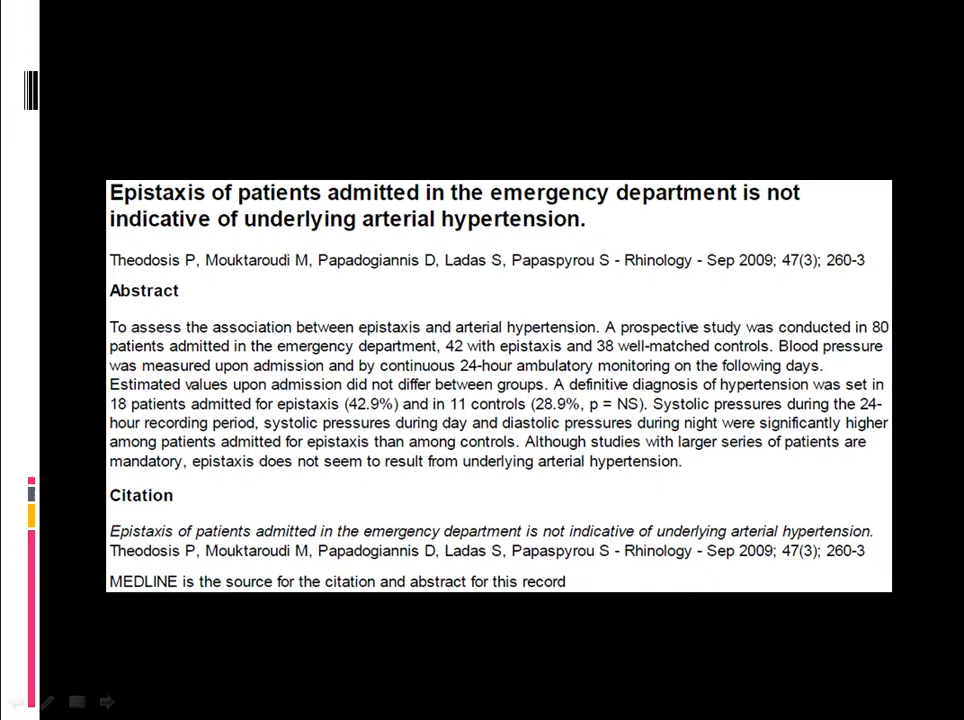 Epistaxis of patients admitted in the emergency department is not
indicative of underlying arterial hypertension.
Theodosis P, Mouktaroudi M, Papadogiannis D, Ladas S, Papaspyrou S - Rhinology - Sep 2009; 47(3); 260-3
Abstract
To assess the association between epistaxis and arterial hypertension. A prospective study was conducted in 80
patients admitted in the emergency department, 42 with epistaxis and 38 well-matched controls. Blood pressure
was measured upon admission and by continuous 24-hour ambulatory monitoring on the following days.
Estimated values upon admission did not differ between groups. A definitive diagnosis of hypertension was set in
18 patients admitted for epistaxis (42.9%) and in 11 controls (28.9%, p = NS). Systolic pressures during the 24-
hour recording period, systolic pressures during day and diastolic pressures during night were significantly higher
among patients admitted for epistaxis than among controls. Although studies with larger series of patients are
mandatory, epistaxis does not seem to result from underlying arterial hypertension.
Citation
Epistaxis of patients admitted in the emergency department is not indicative of underlying arterial hypertension.
Theodosis P, Mouktaroudi M, Papadogiannis D, Ladas S, Papaspyrou S - Rhinology - Sep 2009; 47(3); 260-3
MEDLINE is the source for the citation and abstract for this record